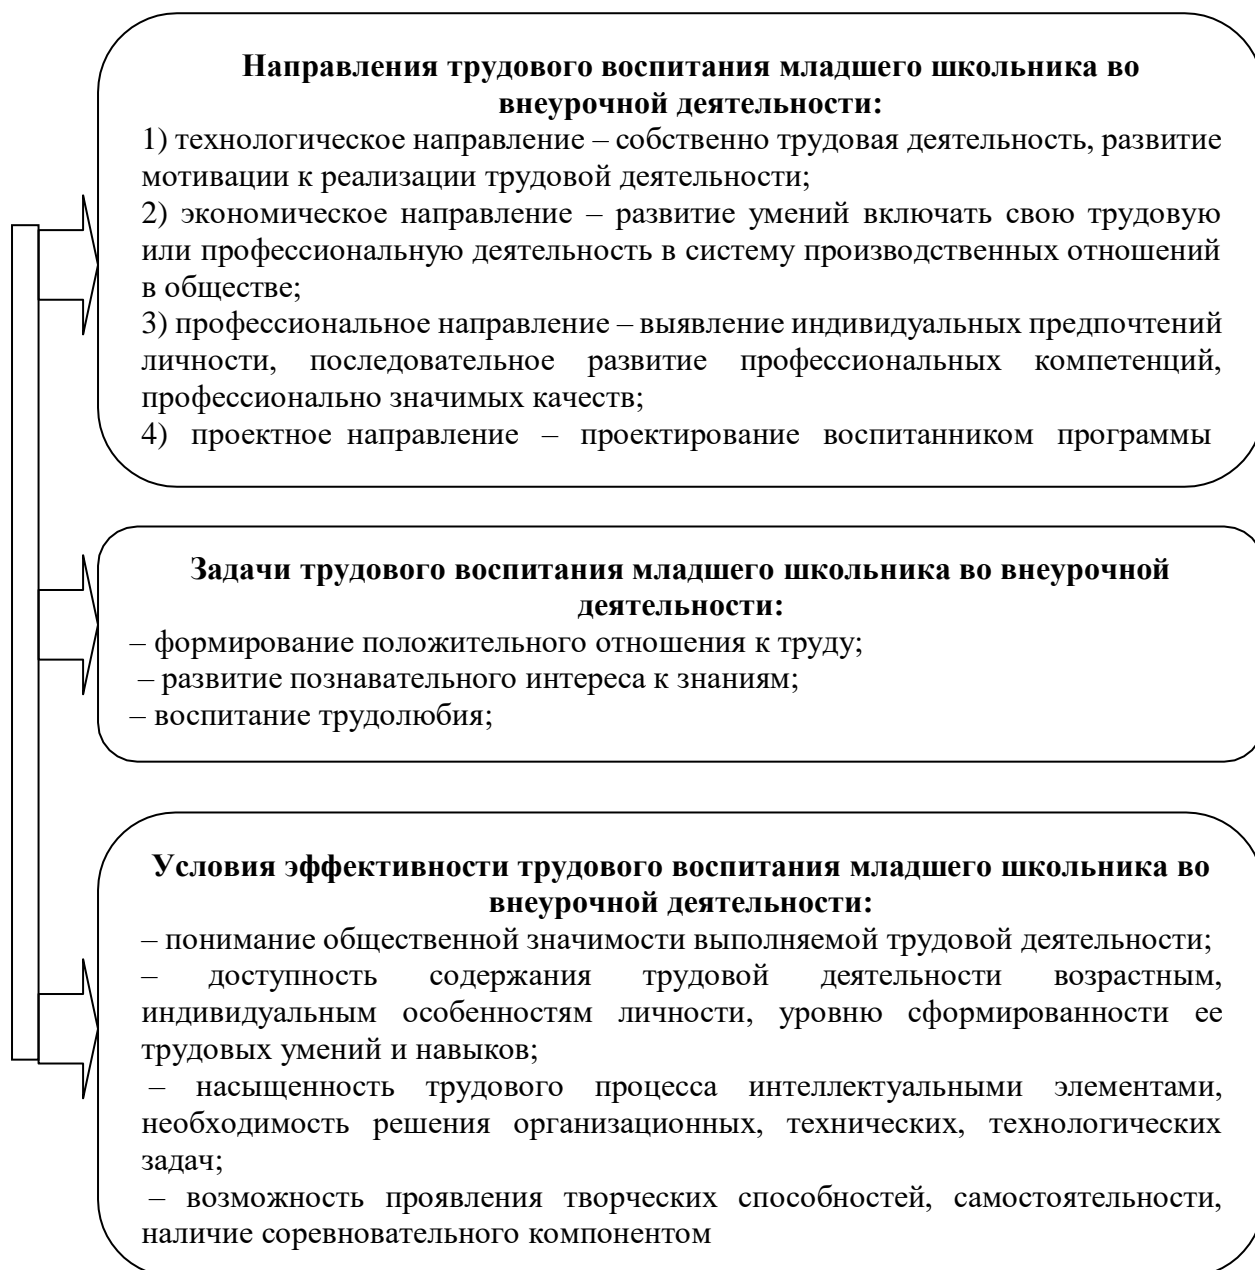 Направления трудового воспитания младшего школьника во
внеурочной деятельности:
1) технологическое направление – собственно трудовая деятельность, развитие
мотивации к реализации трудовой деятельности;
2) экономическое направление – развитие умений включать свою трудовую
или профессиональную деятельность в систему производственных отношений
в обществе;
3) профессиональное направление – выявление индивидуальных предпочтений
личности, последовательное развитие профессиональных компетенций,
профессионально значимых качеств;
4) проектное направление – проектирование воспитанником программы
Задачи трудового воспитания младшего школьника во внеурочной
деятельности:
– формирование положительного отношения к труду;
– развитие познавательного интереса к знаниям;
– воспитание трудолюбия;
Условия эффективности трудового воспитания младшего школьника во
внеурочной деятельности:
– понимание общественной значимости выполняемой трудовой деятельности;
– доступность содержания трудовой деятельности возрастным,
индивидуальным особенностям личности, уровню сформированности ее
трудовых умений и навыков;
– насыщенность трудового процесса интеллектуальными элементами,
необходимость решения организационных, технических, технологических
задач;
– возможность проявления творческих способностей, самостоятельности,
наличие соревновательного компонентом